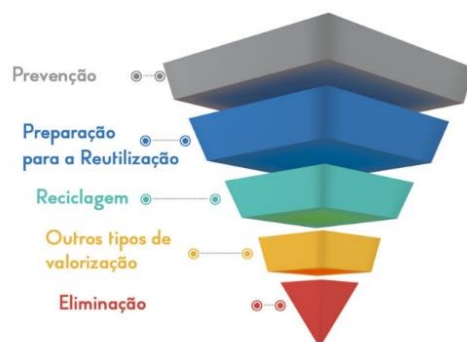 Prevenção
Preparação
para a Reutilização
Reciclagem
Outros tipos de
valorização
Eliminação